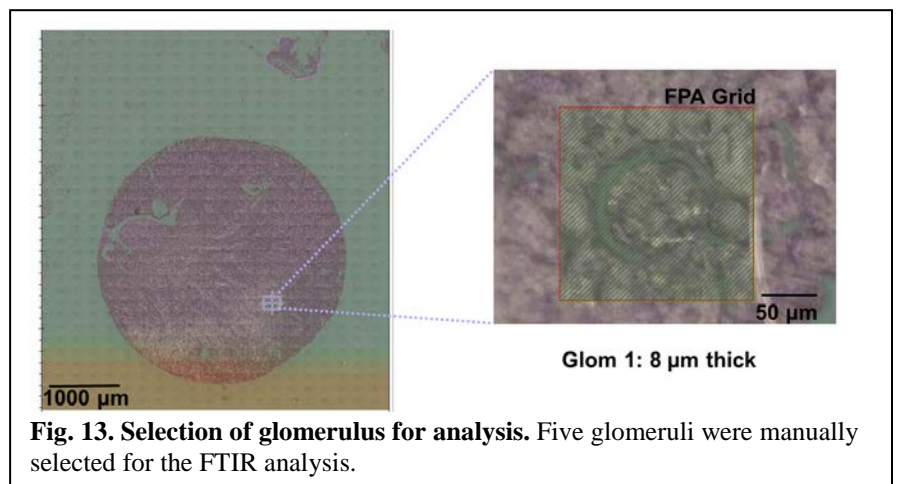 FPA Grid
50 µm
1000 µm
Glom 1: 8 µm thick
Fig. 13. Selection of glomerulus for analysis. Five glomeruli were manually
selected for the FTIR analysis.